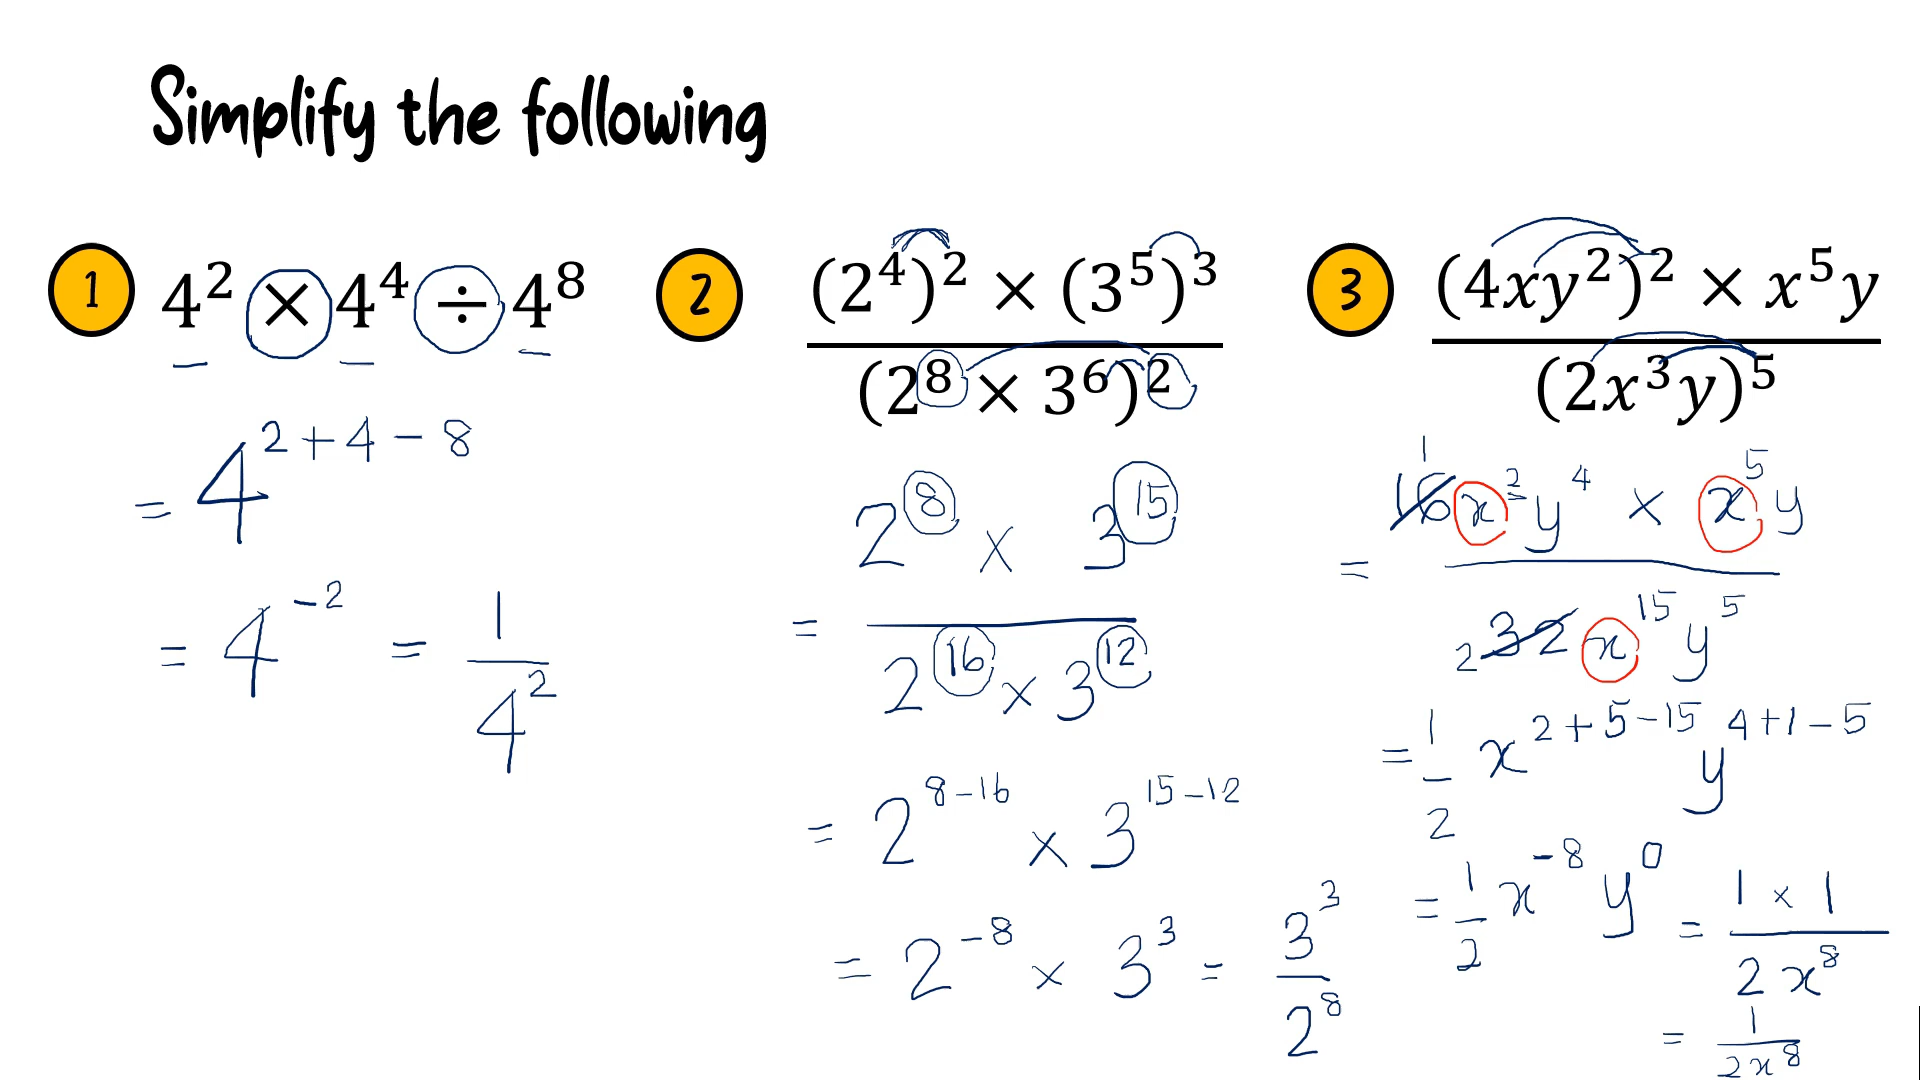 Simplify the following
1
4² × 4⁴ ÷ 4⁸
= 4^(2+4-8)
= 4^(-2) = 1/4²
2
(2⁴)² × (3⁵)³
(2⁸ × 3⁶)²
= 2⁸ × 3¹⁵
2¹⁶ × 3¹²
= 2^(8-16) × 3^(15-12)
= 2^(-8) × 3³ = 3³/2⁸
3
(4xy²)² × x⁵y
(2x³y)⁵
1
= 16x²y⁴ × x⁵y
2 32x¹⁵y⁵
= 1/2 x^(2+5-15) y^(4+1-5)
= 1/2 x^(-8) y⁰ = 1 × 1/2x⁸
= 1/2x⁸